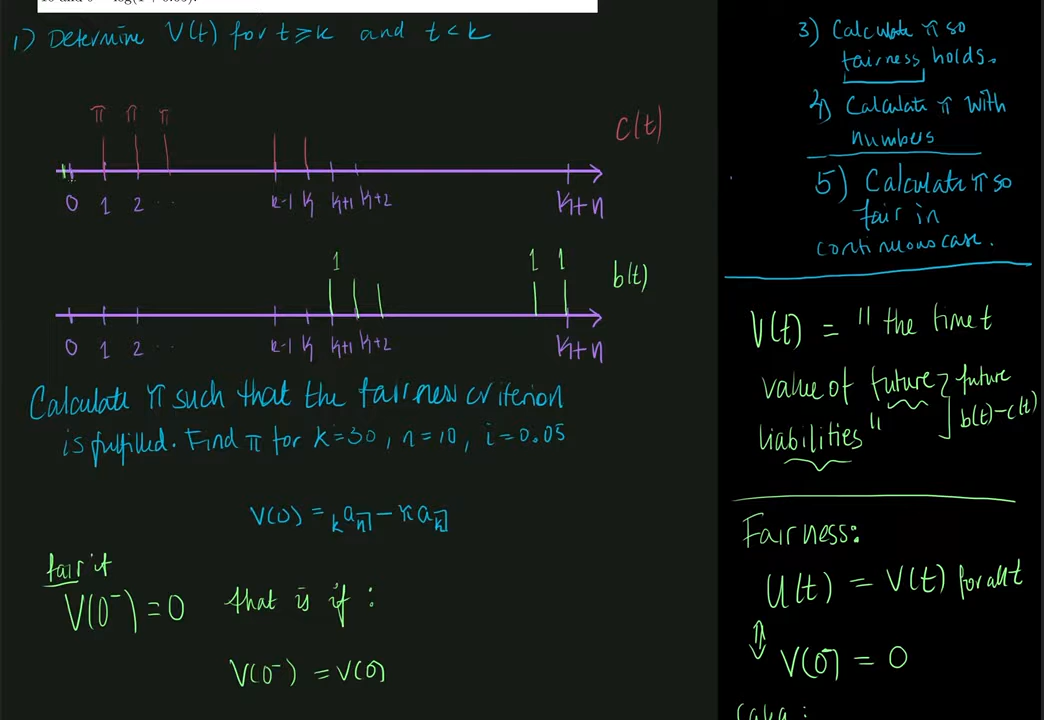 1) Determine V(t) for t ≥ k and t < k
π π π
c(t)
0 1 2 .. k-1 k k+1 k+2 k+n
1 1 1
b(t)
0 1 2 .. k-1 k k+1 k+2 k+n
Calculate π such that the fairness criterion
is fulfilled. Find π for k=30, n=10, i=0.05
V(0) = ₖa_n⌉ - πa_k⌉
fair if
V(0⁻) = 0 that is if :
V(0⁻) = V(0)
3) Calculate π so
fairness holds.
4) Calculate π with
numbers
5) Calculate π so
fair in
continuous case.
V(t) = " the time t
value of future
liabilities"
future
b(t)-c(t)
Fairness:
U(t) = V(t) for all t
⇕ V(0⁻) = 0